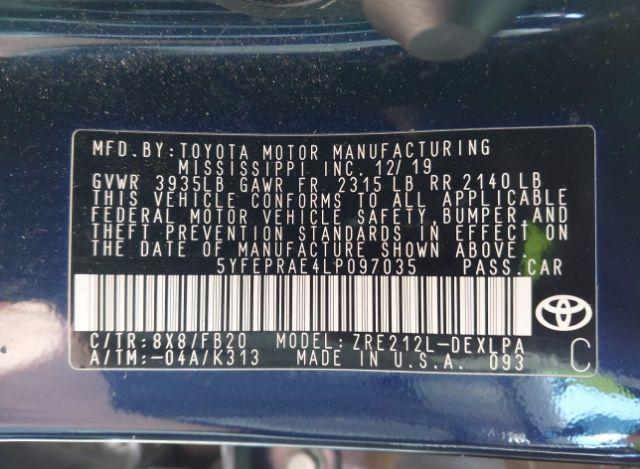 MFD.BY:TOYOTA MOTOR MANUFACTURING
MISSISSIPPI INC. 12/19
GVWR 3935LB GAWR FR 2315 LB RR 2140 LB
THIS VEHICLE CONFORMS TO ALL APPLICABLE
FEDERAL MOTOR VEHICLE SAFETY, BUMPER, AND
THEFT PREVENTION STANDARDS IN EFFECT ON
THE DATE OF MANUFACTURE SHOWN ABOVE.
5YFEPRAE4LP097035 PASS.CAR
C/TR:8X8/FB20 MODEL:ZRE212L-DEXLPA
A/TM:-04A/K313 MADE IN U.S.A. 093 C